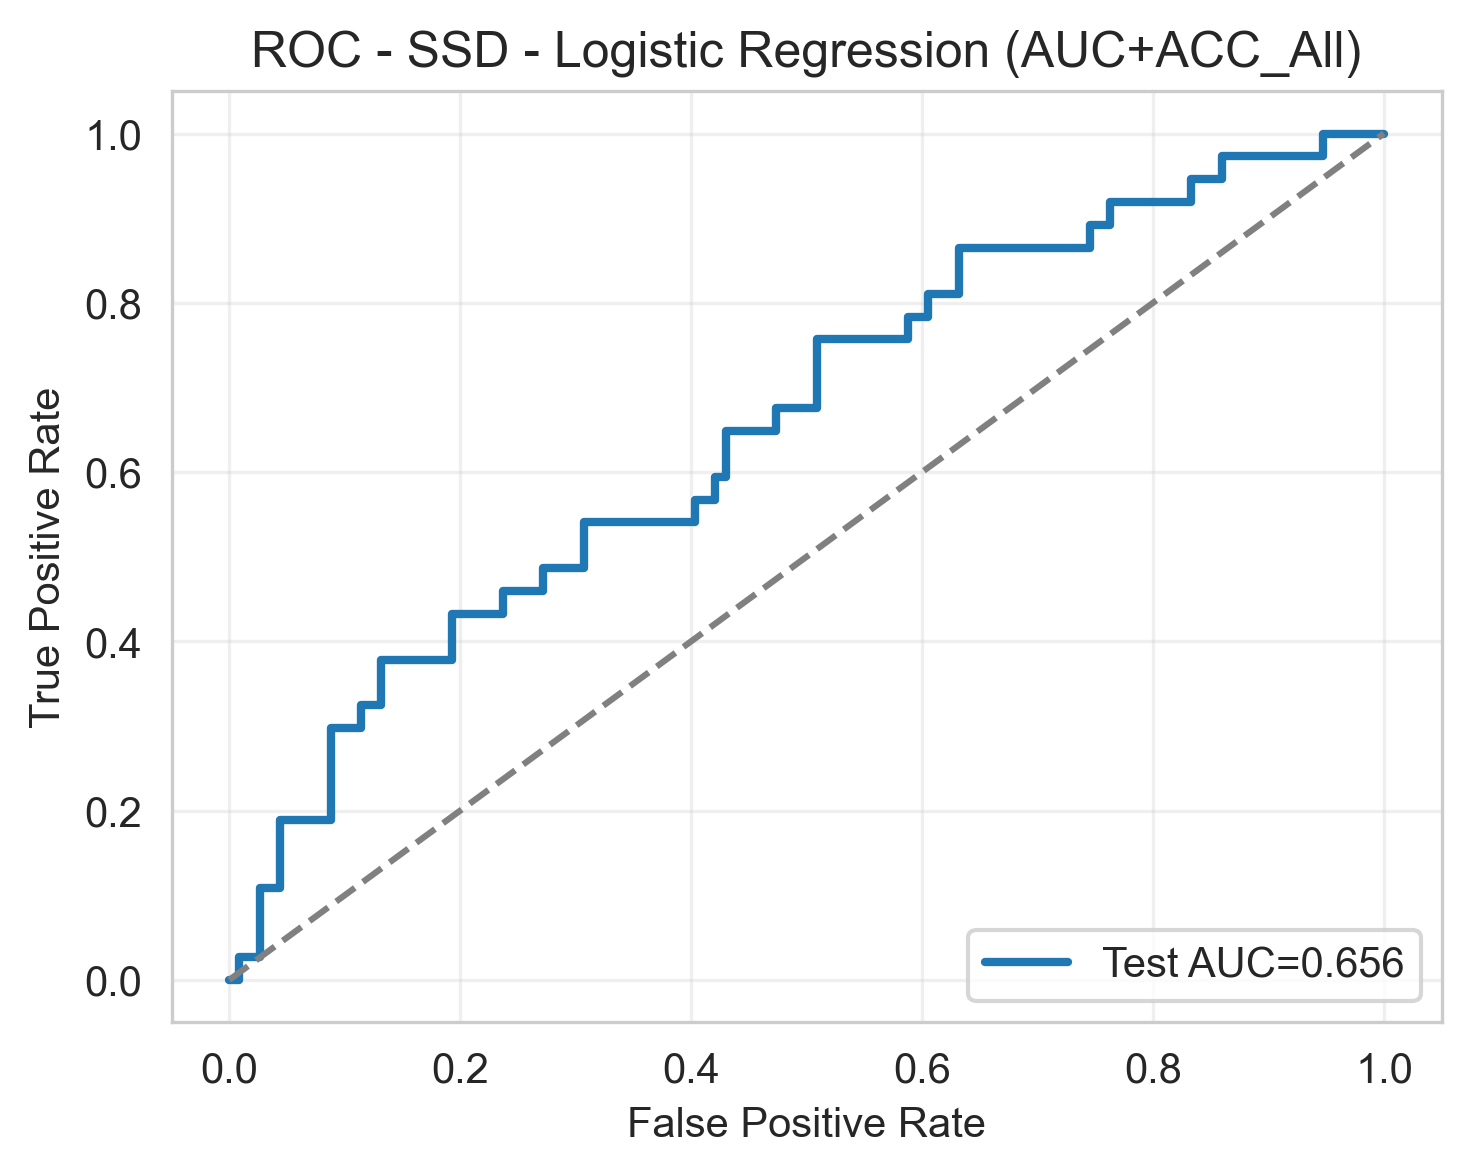 ROC - SSD - Logistic Regression (AUC+ACC_All)
1.0
0.8
0.6
0.4
0.2
0.0
True Positive Rate
Test AUC=0.656
0.0 0.2 0.4 0.6 0.8 1.0
False Positive Rate